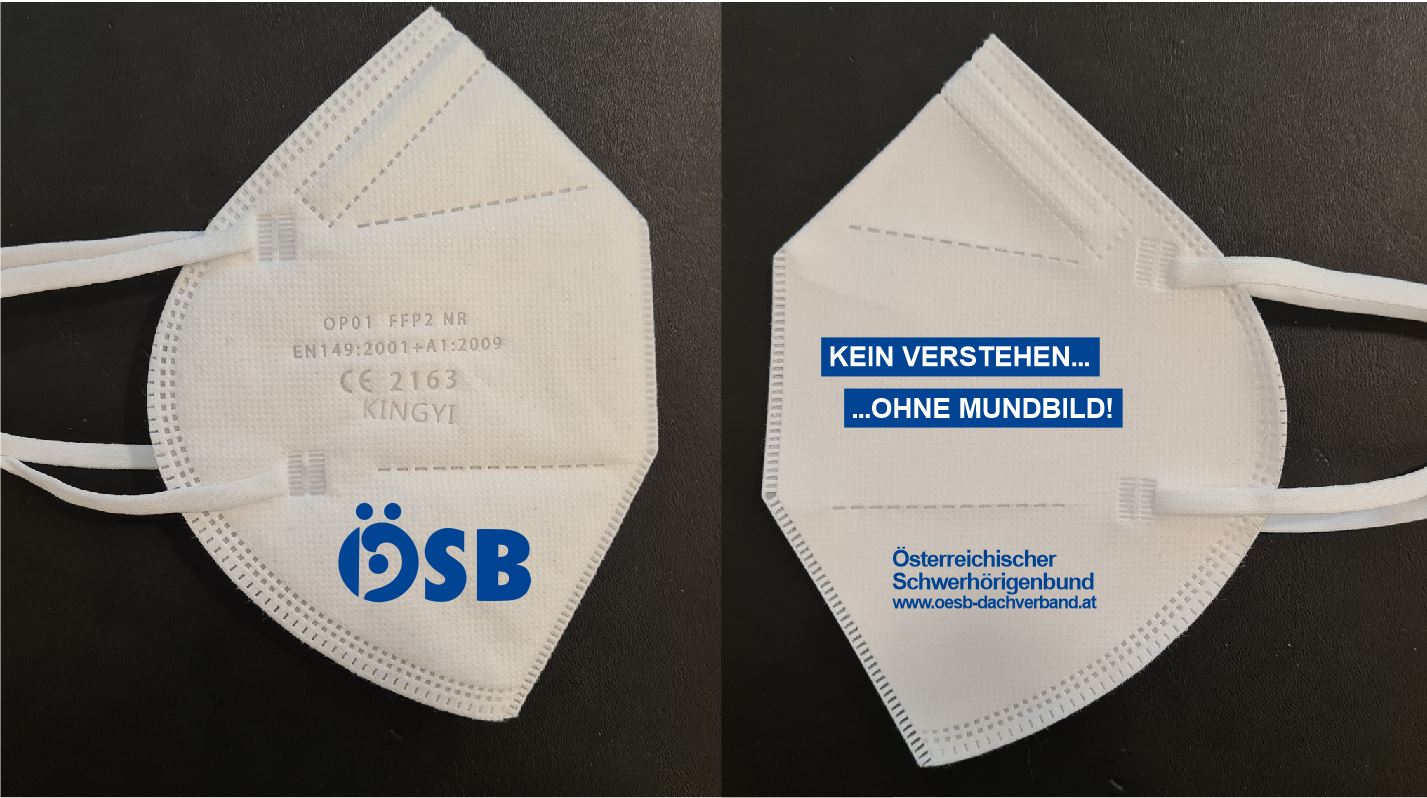 OP01 FFP2 NR
EN149:2001+A1:2009
CE 2163
KINGYI
ÖSB
KEIN VERSTEHEN...
...OHNE MUNDBILD!
Österreichischer
Schwerhörigenbund
www.oesb-dachverband.at